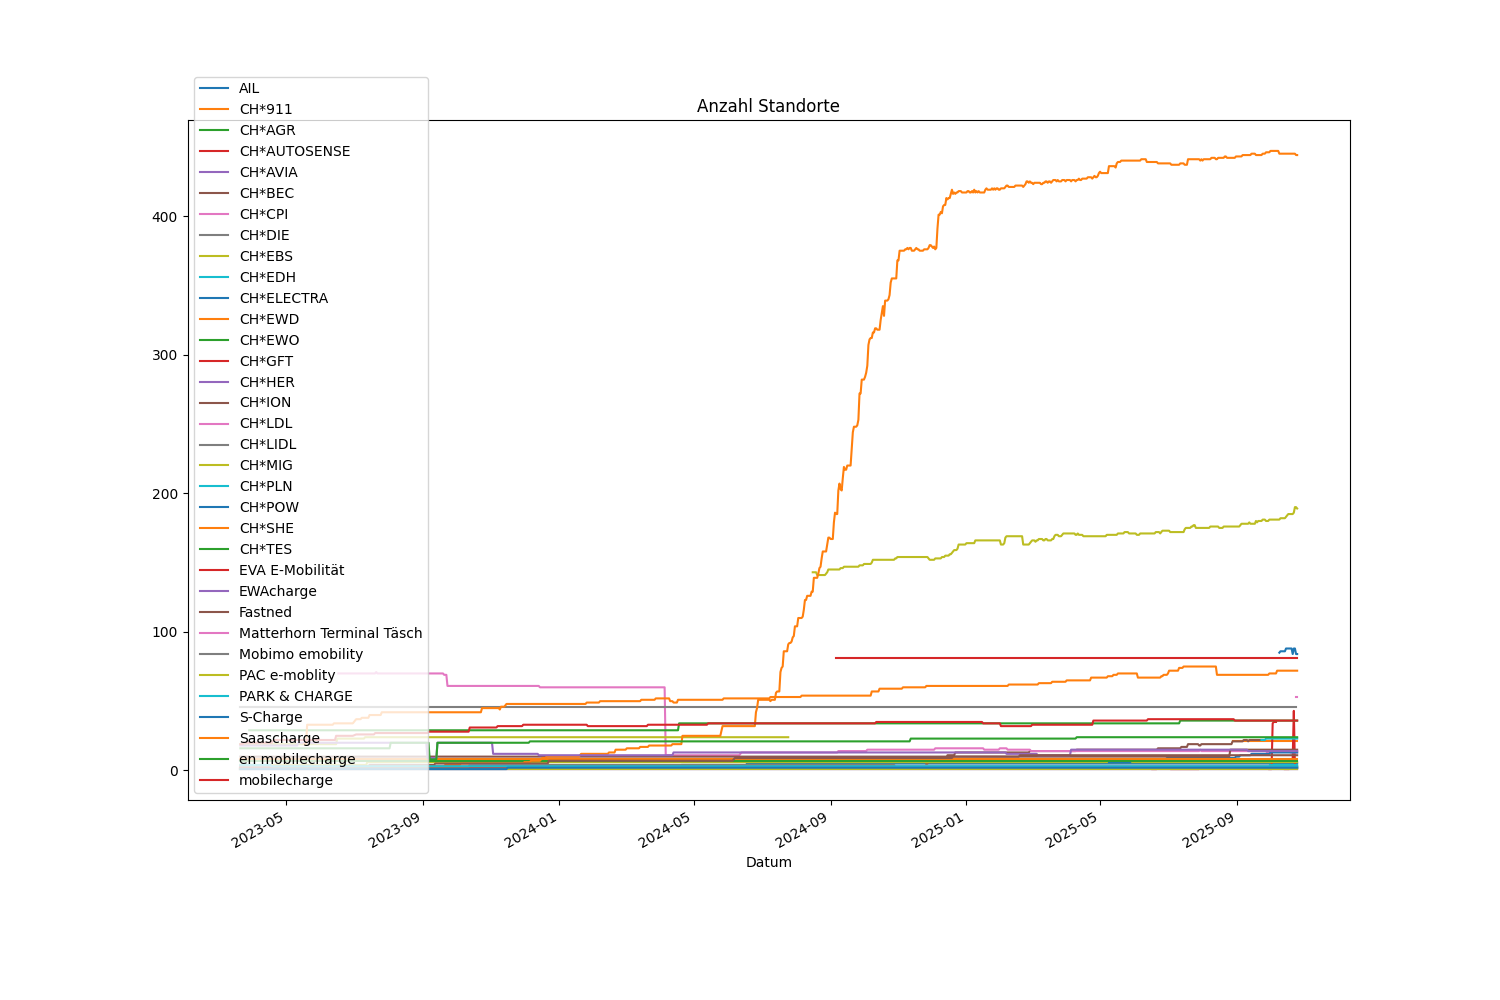 Anzahl Standorte
AIL
CH*911
CH*AGR
CH*AUTOSENSE
CH*AVIA
CH*BEC
CH*CPI
CH*DIE
CH*EBS
CH*EDH
CH*ELECTRA
CH*EWD
CH*EWO
CH*GFT
CH*HER
CH*ION
CH*LDL
CH*LIDL
CH*MIG
CH*PLN
CH*POW
CH*SHE
CH*TES
EVA E-Mobilität
EWAcharge
Fastned
Matterhorn Terminal Täsch
Mobimo emobility
PAC e-moblity
PARK & CHARGE
S-Charge
Saascharge
en mobilecharge
mobilecharge
400
300
200
100
0
2023-05
2023-09
2024-01
2024-05
2024-09
2025-01
2025-05
2025-09
Datum